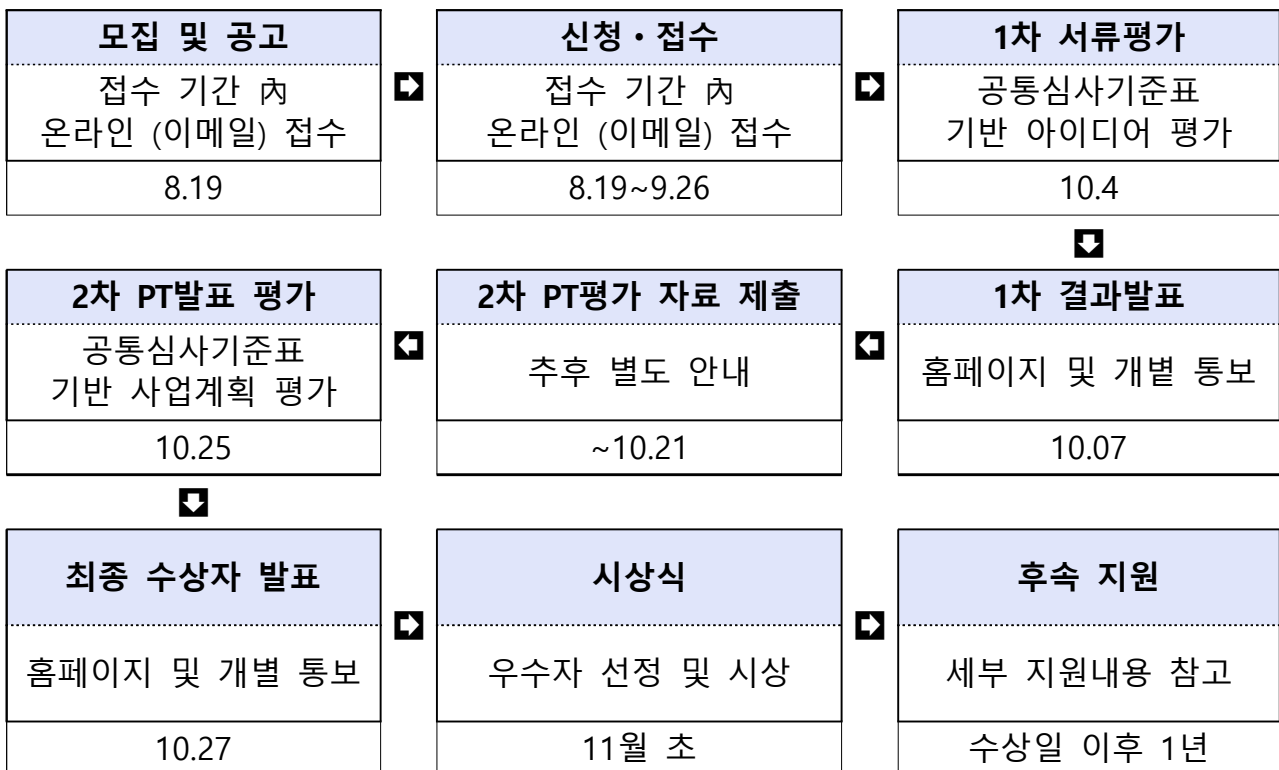 모집 및 공고
접수 기간 內
온라인 (이메일) 접수
8.19
신청・접수
접수 기간 內
온라인 (이메일) 접수
8.19~9.26
1차 서류평가
공통심사기준표
기반 아이디어 평가
10.4
1차 결과발표
홈페이지 및 개볕 통보
10.07
2차 PT평가 자료 제출
추후 별도 안내
~10.21
2차 PT발표 평가
공통심사기준표
기반 사업계획 평가
10.25
최종 수상자 발표
홈페이지 및 개별 통보
10.27
시상식
우수자 선정 및 시상
11월 초
후속 지원
세부 지원내용 참고
수상일 이후 1년